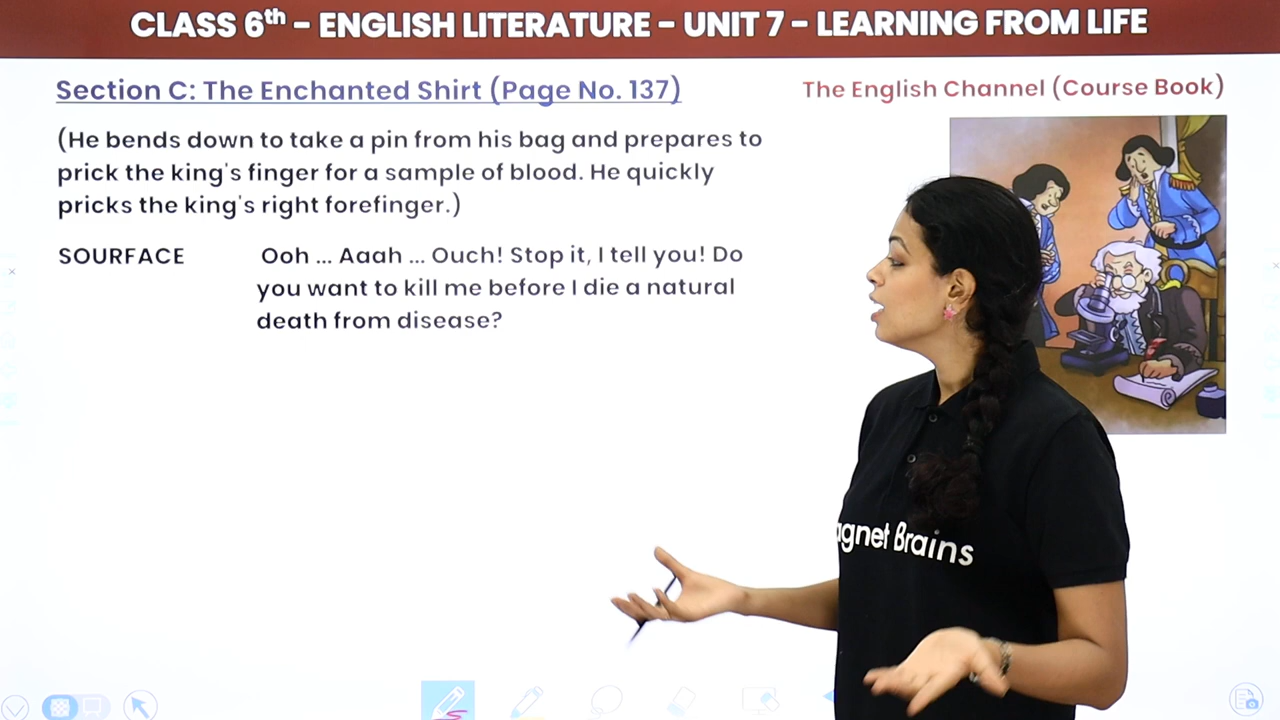 CLASS 6th – ENGLISH LITERATURE – UNIT 7 – LEARNING FROM LIFE
Section C: The Enchanted Shirt (Page No. 137)
The English Channel (Course Book)
(He bends down to take a pin from his bag and prepares to
prick the king's finger for a sample of blood. He quickly
pricks the king's right forefinger.)
SOURFACE Ooh ... Aaah ... Ouch! Stop it, I tell you! Do
you want to kill me before I die a natural
death from disease?
agnet Brains